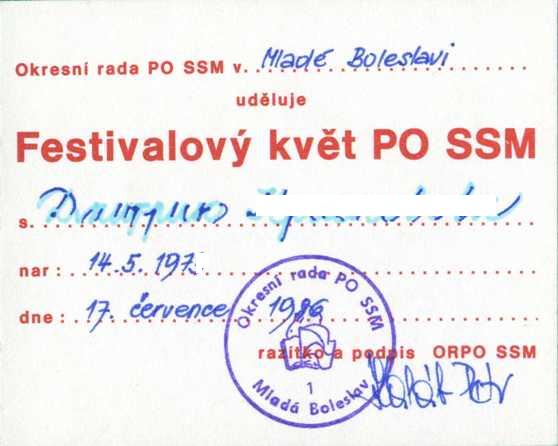 Okresní rada PO SSM v Mladé Boleslavi
uděluje
Festivalový květ PO SSM
s. Дмитрию
nar: 14.5.197
dne: 17. července 1986
Okresní rada PO SSM
1
Mladá Boleslav
razítko a podpis ORPO SSM